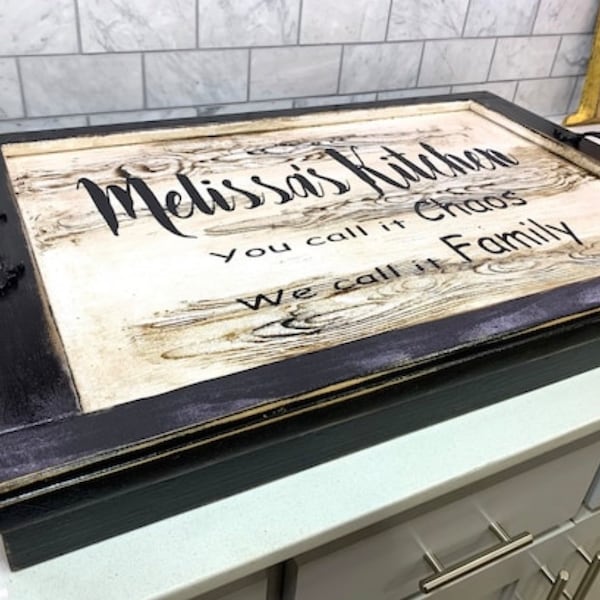 Melissa's Kitchen
You call it Chaos
We call it Family